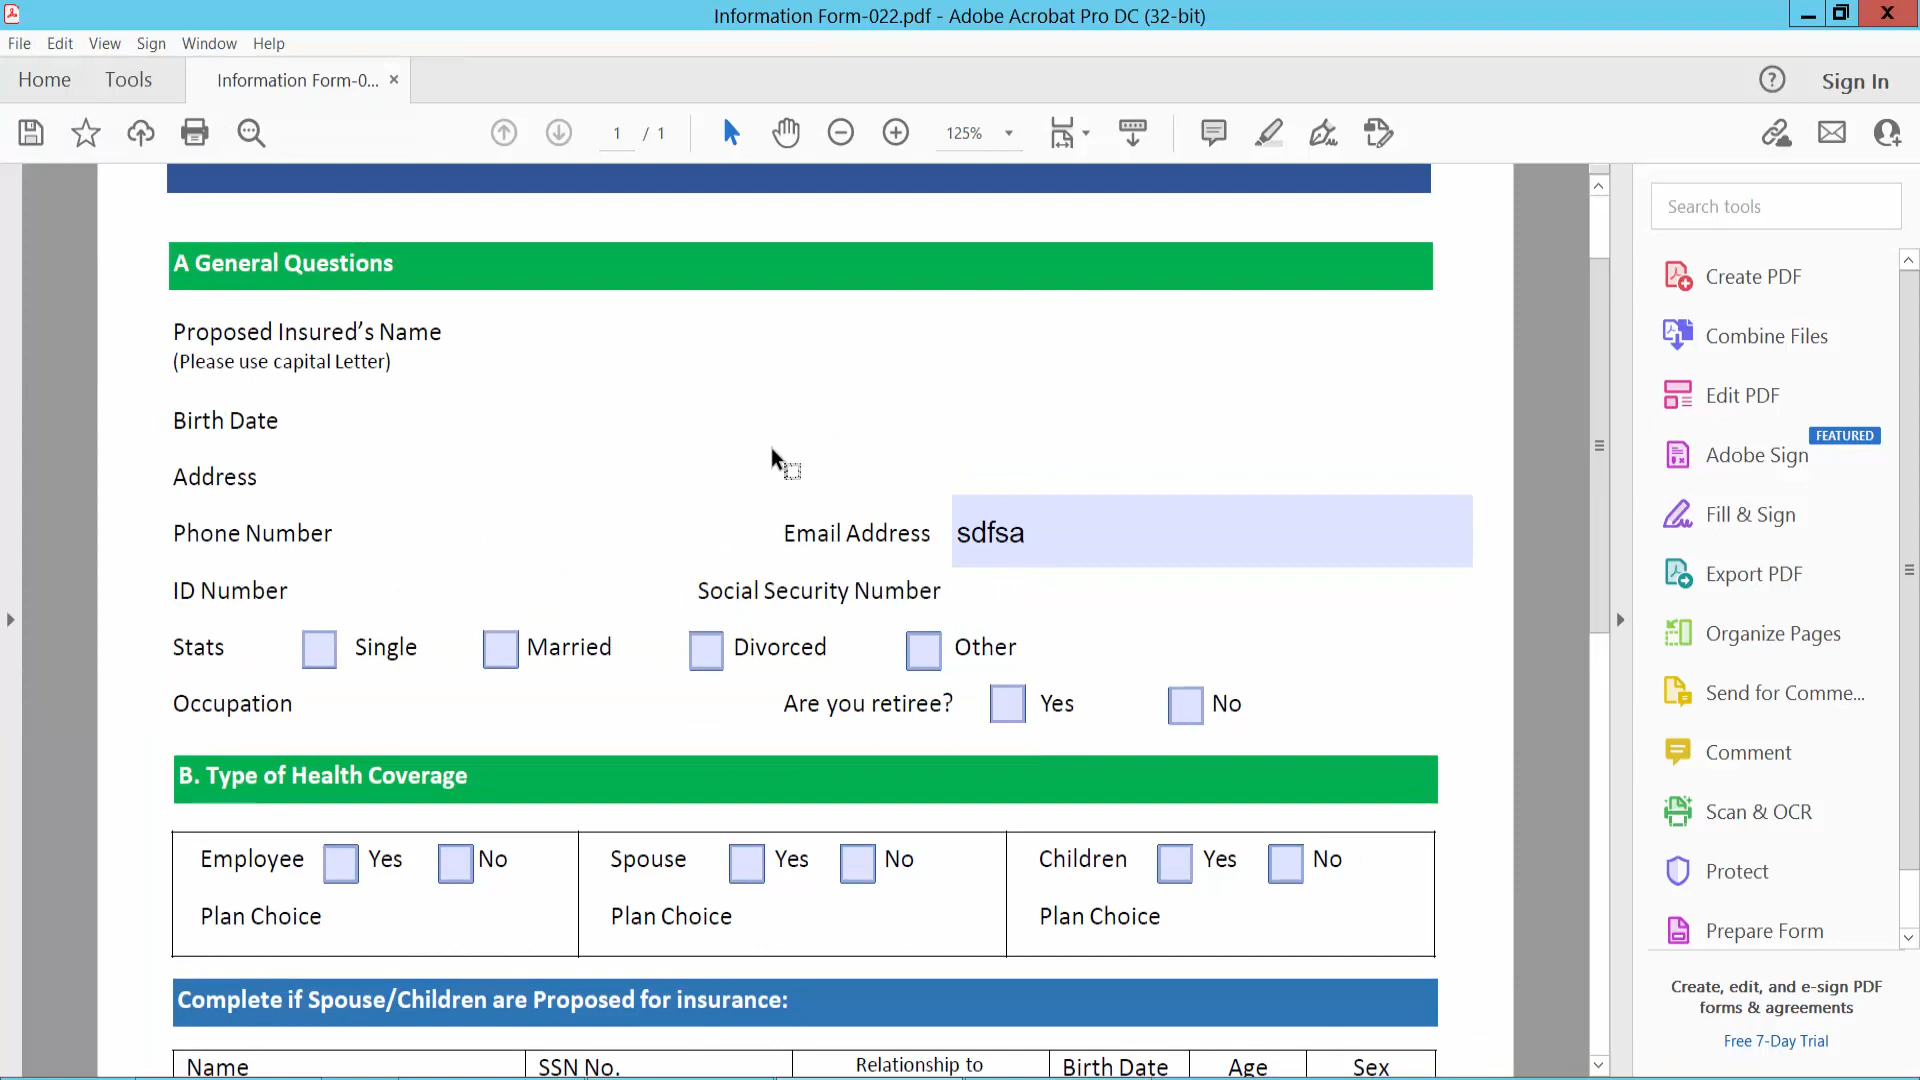 Information Form-022.pdf - Adobe Acrobat Pro DC (32-bit)
File Edit View Sign Window Help
Home Tools Information Form-0... × Sign In
1 / 1 125%
Search tools
A General Questions
Proposed Insured’s Name
(Please use capital Letter)
Birth Date
Address
Phone Number Email Address sdfsa
ID Number Social Security Number
Stats Single Married Divorced Other
Occupation Are you retiree? Yes No
B. Type of Health Coverage
Employee Yes No Spouse Yes No Children Yes No
Plan Choice Plan Choice Plan Choice
Complete if Spouse/Children are Proposed for insurance:
Name SSN No. Relationship to Birth Date Age Sex
Create PDF
Combine Files
Edit PDF
FEATURED
Adobe Sign
Fill & Sign
Export PDF
Organize Pages
Send for Comme...
Comment
Scan & OCR
Protect
Prepare Form
Create, edit, and e-sign PDF
forms & agreements
Free 7-Day Trial